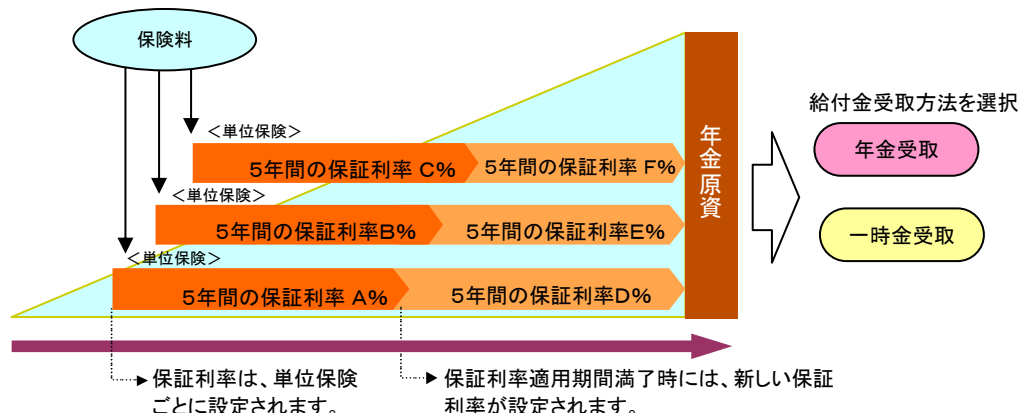 保険料
給付金受取方法を選択
＜単位保険＞
5年間の保証利率 C%
5年間の保証利率 F%
年金原資
年金受取
＜単位保険＞
5年間の保証利率B%
5年間の保証利率E%
一時金受取
＜単位保険＞
5年間の保証利率 A%
5年間の保証利率D%
保証利率は、単位保険
ごとに設定されます。
保証利率適用期間満了時には、新しい保証
利率が設定されます。